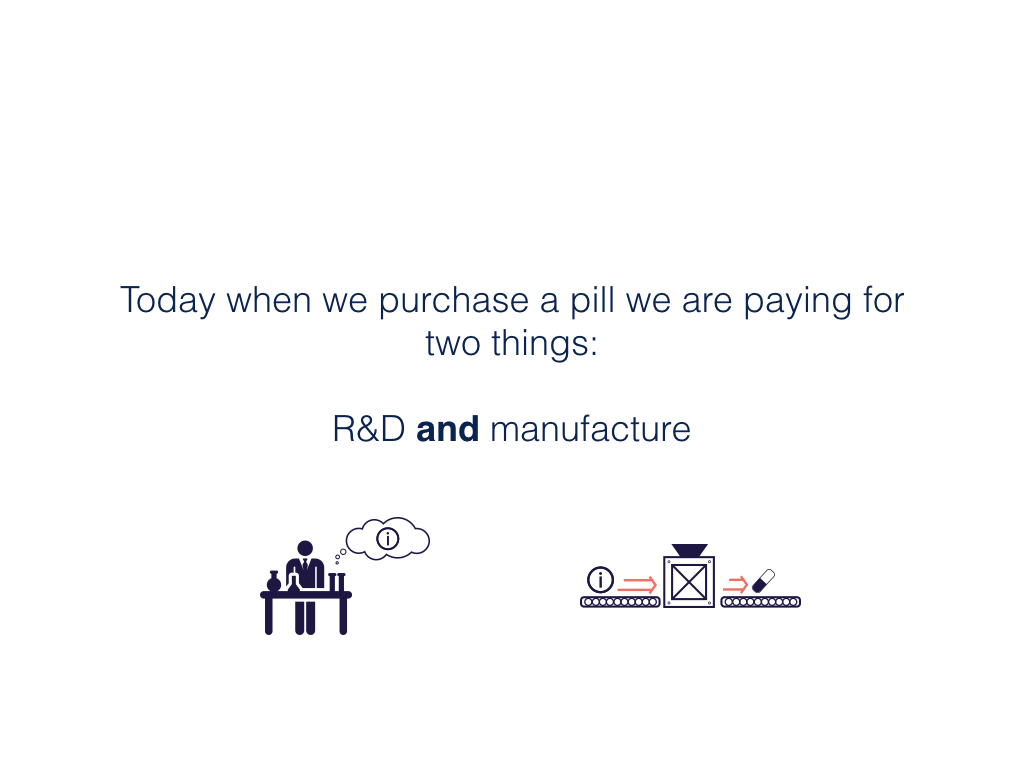 Today when we purchase a pill we are paying for
two things:
R&D and manufacture
i
i